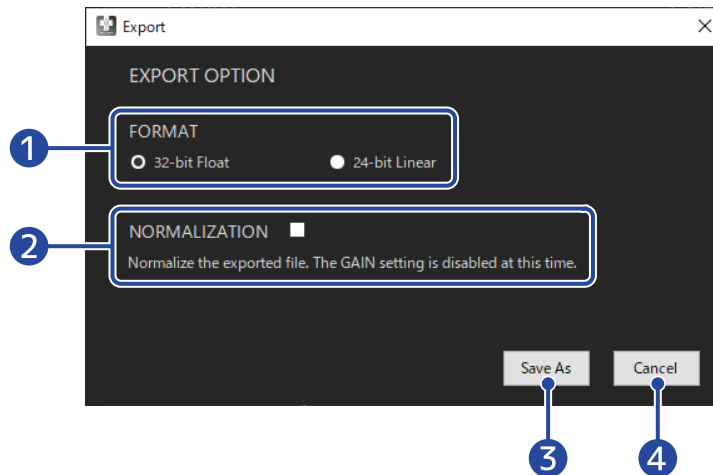 Export
EXPORT OPTION
1
FORMAT
32-bit Float 24-bit Linear
2
NORMALIZATION
Normalize the exported file. The GAIN setting is disabled at this time.
Save As Cancel
3 4